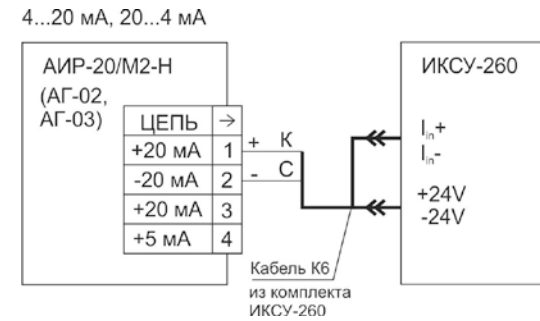 4...20 мА, 20...4 мА
АИР-20/М2-Н
(АГ-02,
АГ-03)
ЦЕПЬ →
+20 мА 1 + К
-20 мА 2 - С
+20 мА 3
+5 мА 4
ИКСУ-260
Iin+
Iin-
+24V
-24V
Кабель К6
из комплекта
ИКСУ-260